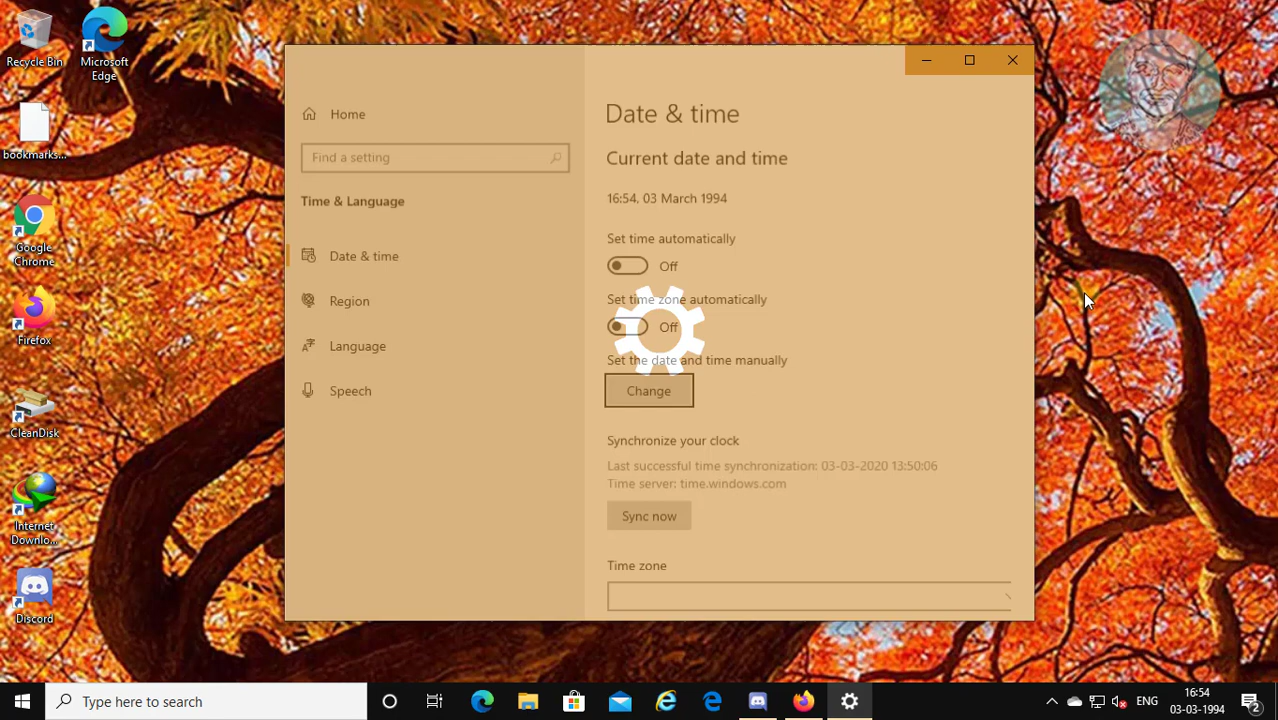 Recycle Bin
Microsoft
Edge
bookmarks...
Google
Chrome
Firefox
CleanDisk
Internet
Downlo...
Discord
Home
Find a setting
Time & Language
Date & time
Region
Language
Speech
Date & time
Current date and time
16:54, 03 March 1994
Set time automatically
Off
Set time zone automatically
Off
Set the date and time manually
Change
Synchronize your clock
Last successful time synchronization: 03-03-2020 13:50:06
Time server: time.windows.com
Sync now
Time zone
Type here to search
ENG
16:54
03-03-1994
2